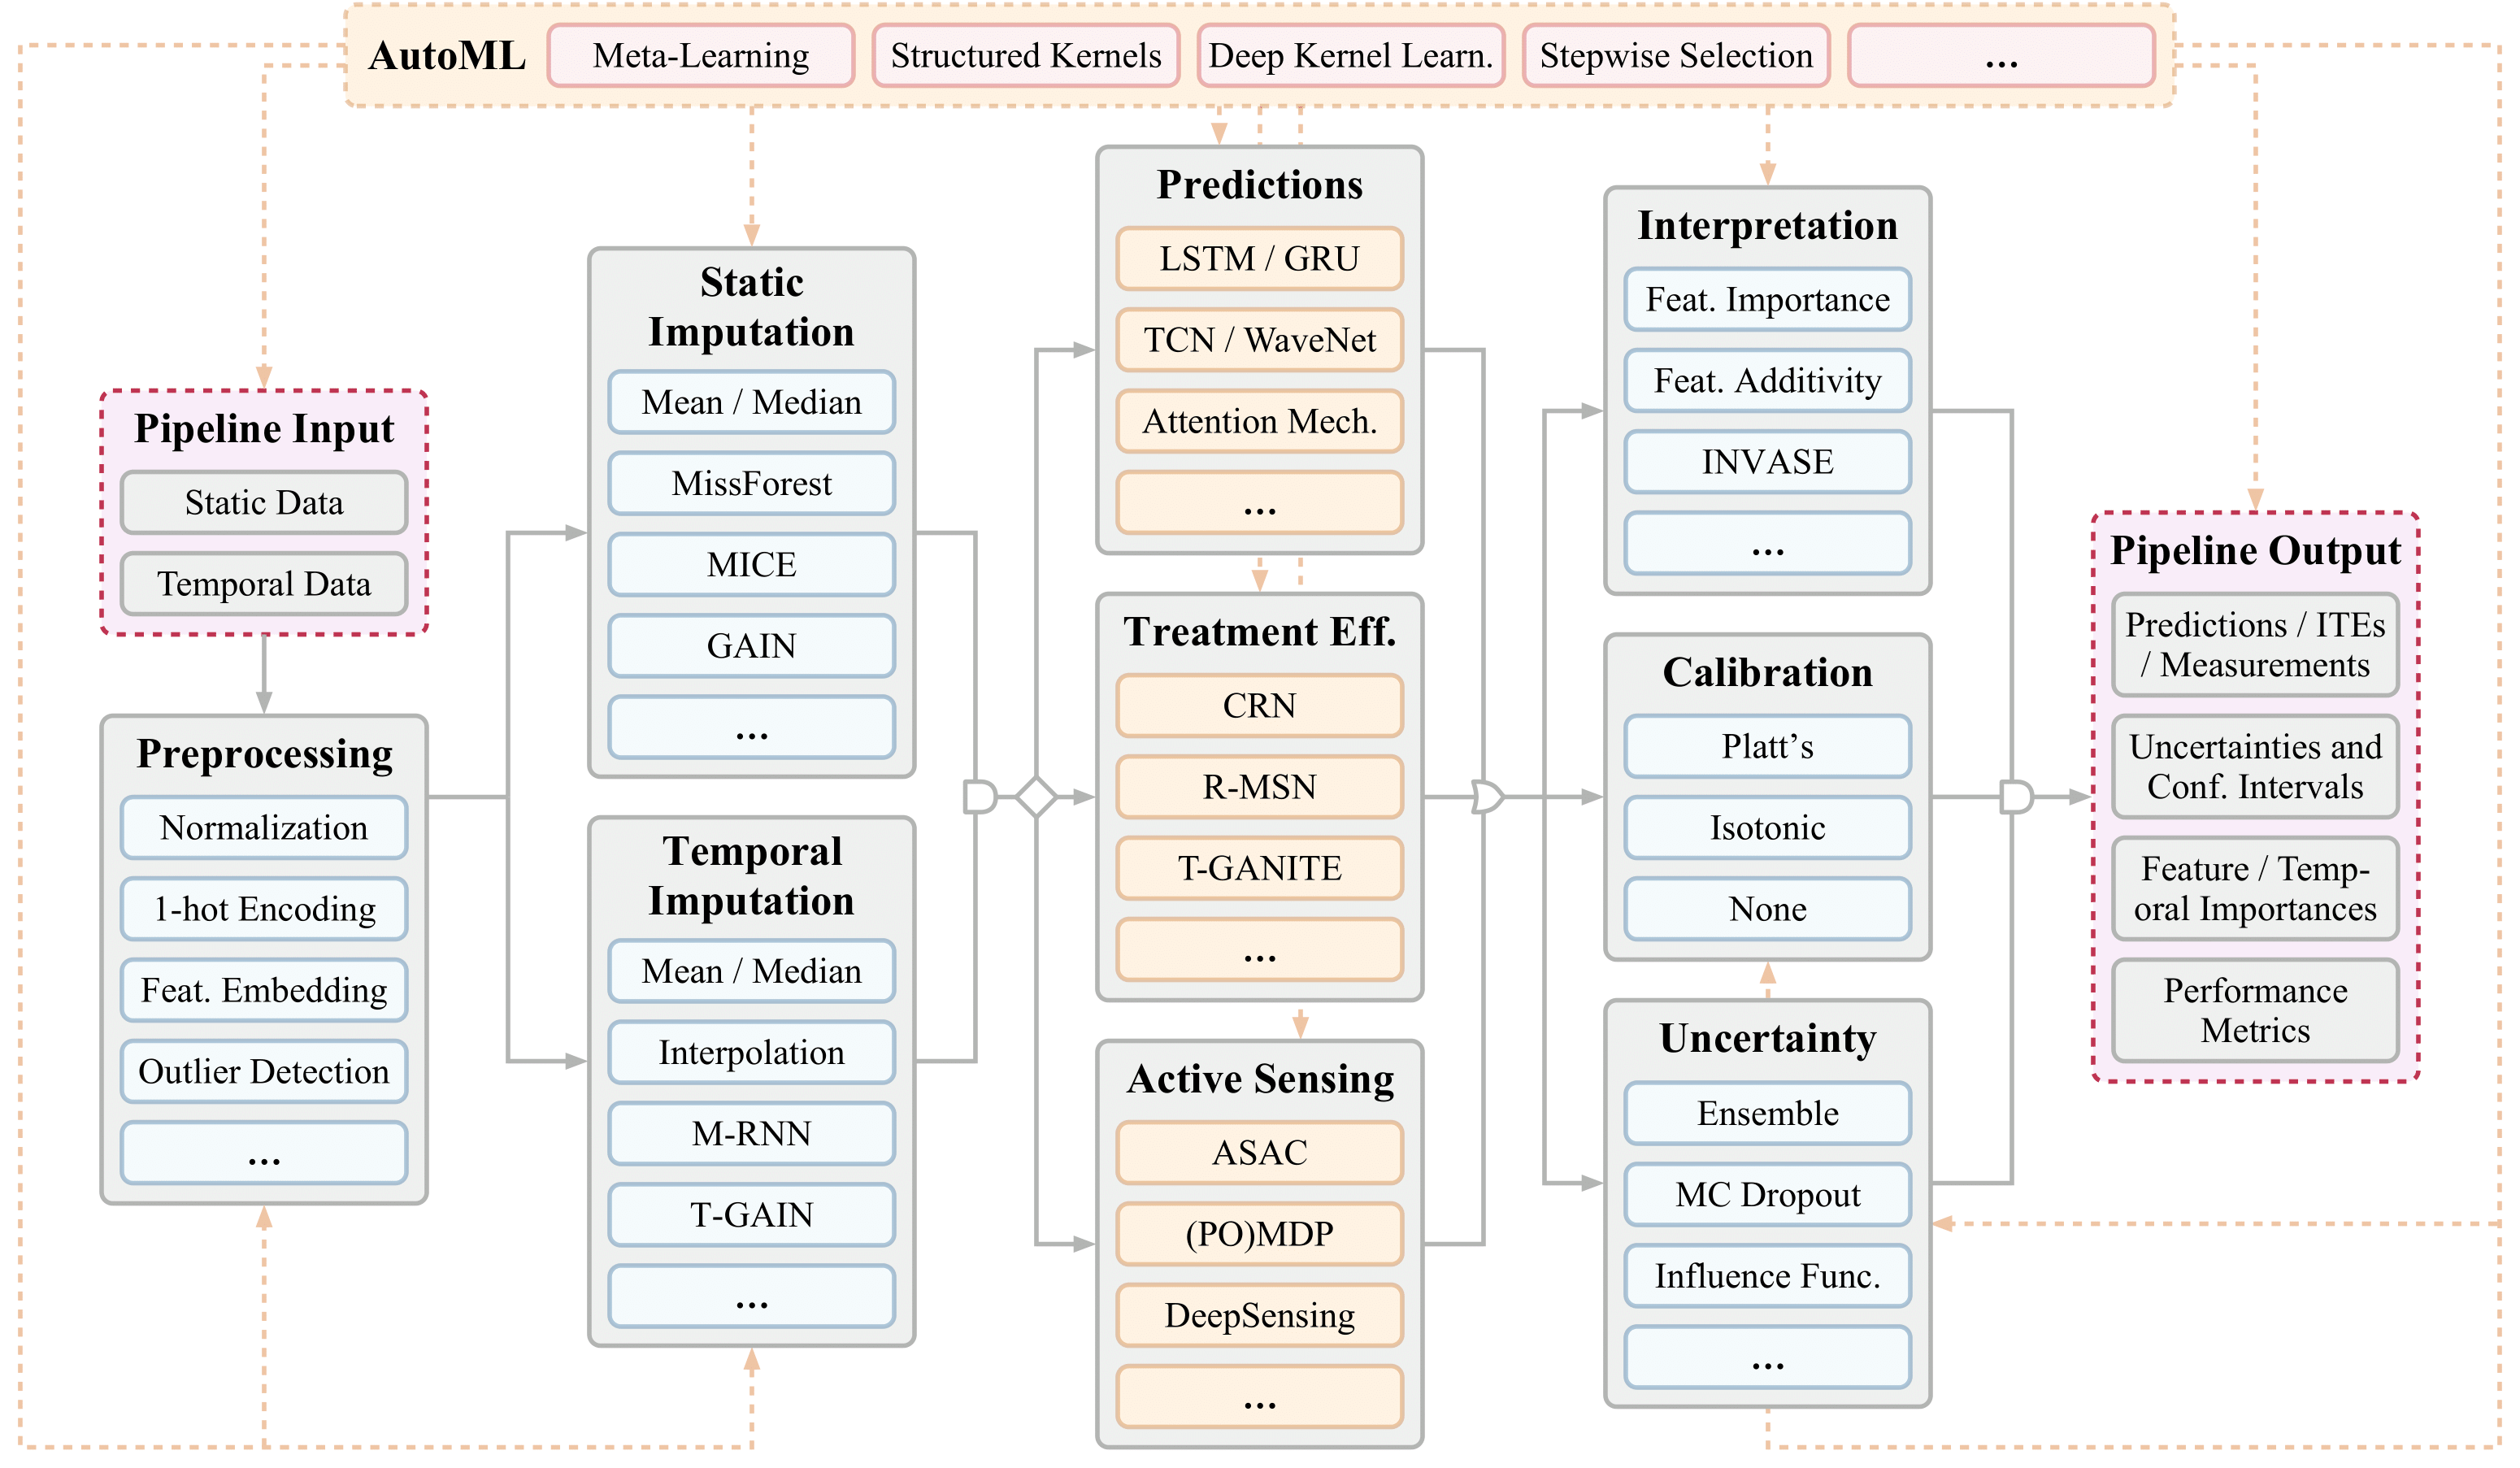 AutoML
Meta-Learning
Structured Kernels
Deep Kernel Learn.
Stepwise Selection
...
Pipeline Input
Static Data
Temporal Data
Preprocessing
Normalization
1-hot Encoding
Feat. Embedding
Outlier Detection
...
Static
Imputation
Mean / Median
MissForest
MICE
GAIN
...
Temporal
Imputation
Mean / Median
Interpolation
M-RNN
T-GAIN
...
Predictions
LSTM / GRU
TCN / WaveNet
Attention Mech.
...
Treatment Eff.
CRN
R-MSN
T-GANITE
...
Active Sensing
ASAC
(PO)MDP
DeepSensing
...
Interpretation
Feat. Importance
Feat. Additivity
INVASE
...
Calibration
Platt’s
Isotonic
None
Uncertainty
Ensemble
MC Dropout
Influence Func.
...
Pipeline Output
Predictions / ITEs
/ Measurements
Uncertainties and
Conf. Intervals
Feature / Temp-
oral Importances
Performance
Metrics